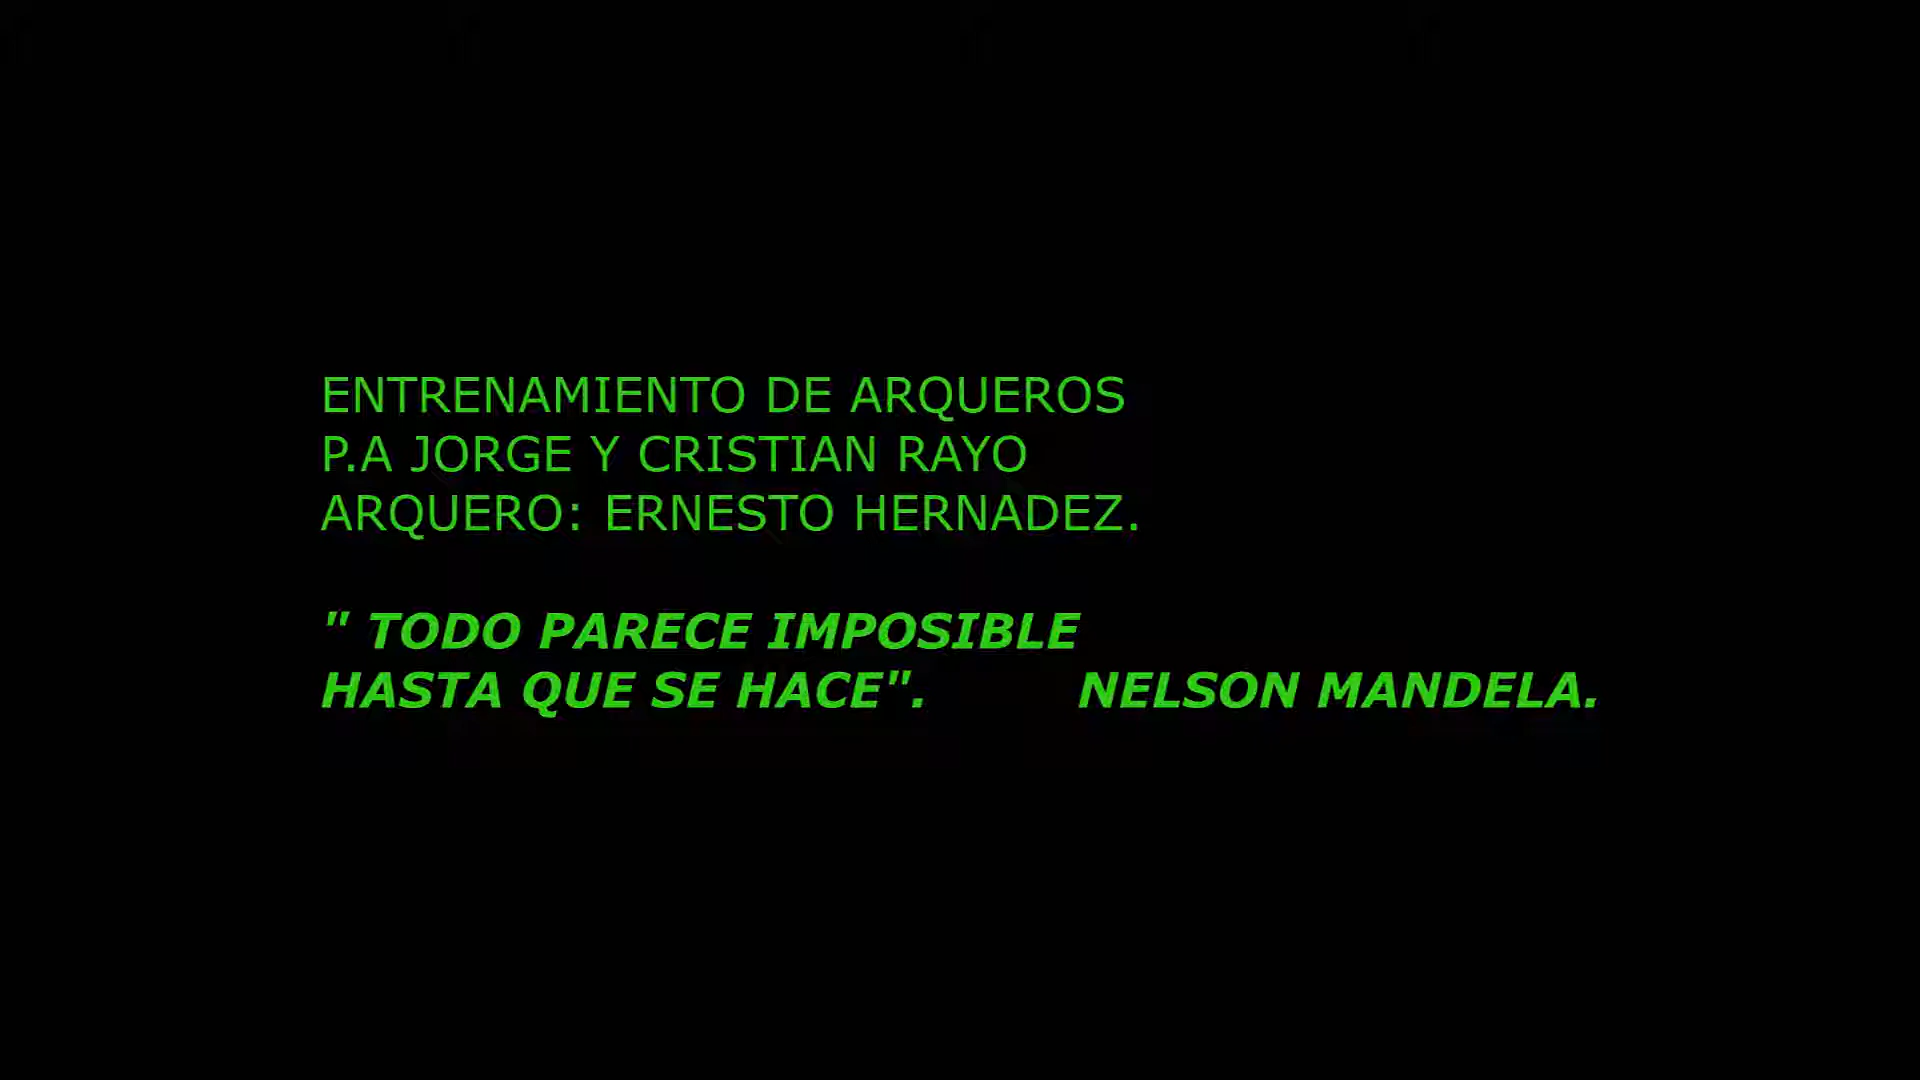 ENTRENAMIENTO DE ARQUEROS
P.A JORGE Y CRISTIAN RAYO
ARQUERO: ERNESTO HERNADEZ.
" TODO PARECE IMPOSIBLE
HASTA QUE SE HACE". NELSON MANDELA.